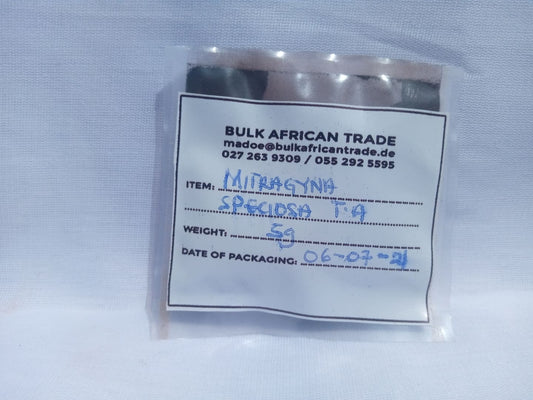 BULK AFRICAN TRADE
madoe@bulkafricantrade.de
027 263 9309 / 055 292 5595
ITEM: MITRAGYNA
SPECIOSA T.A
WEIGHT: 5g
DATE OF PACKAGING: 06-07-21